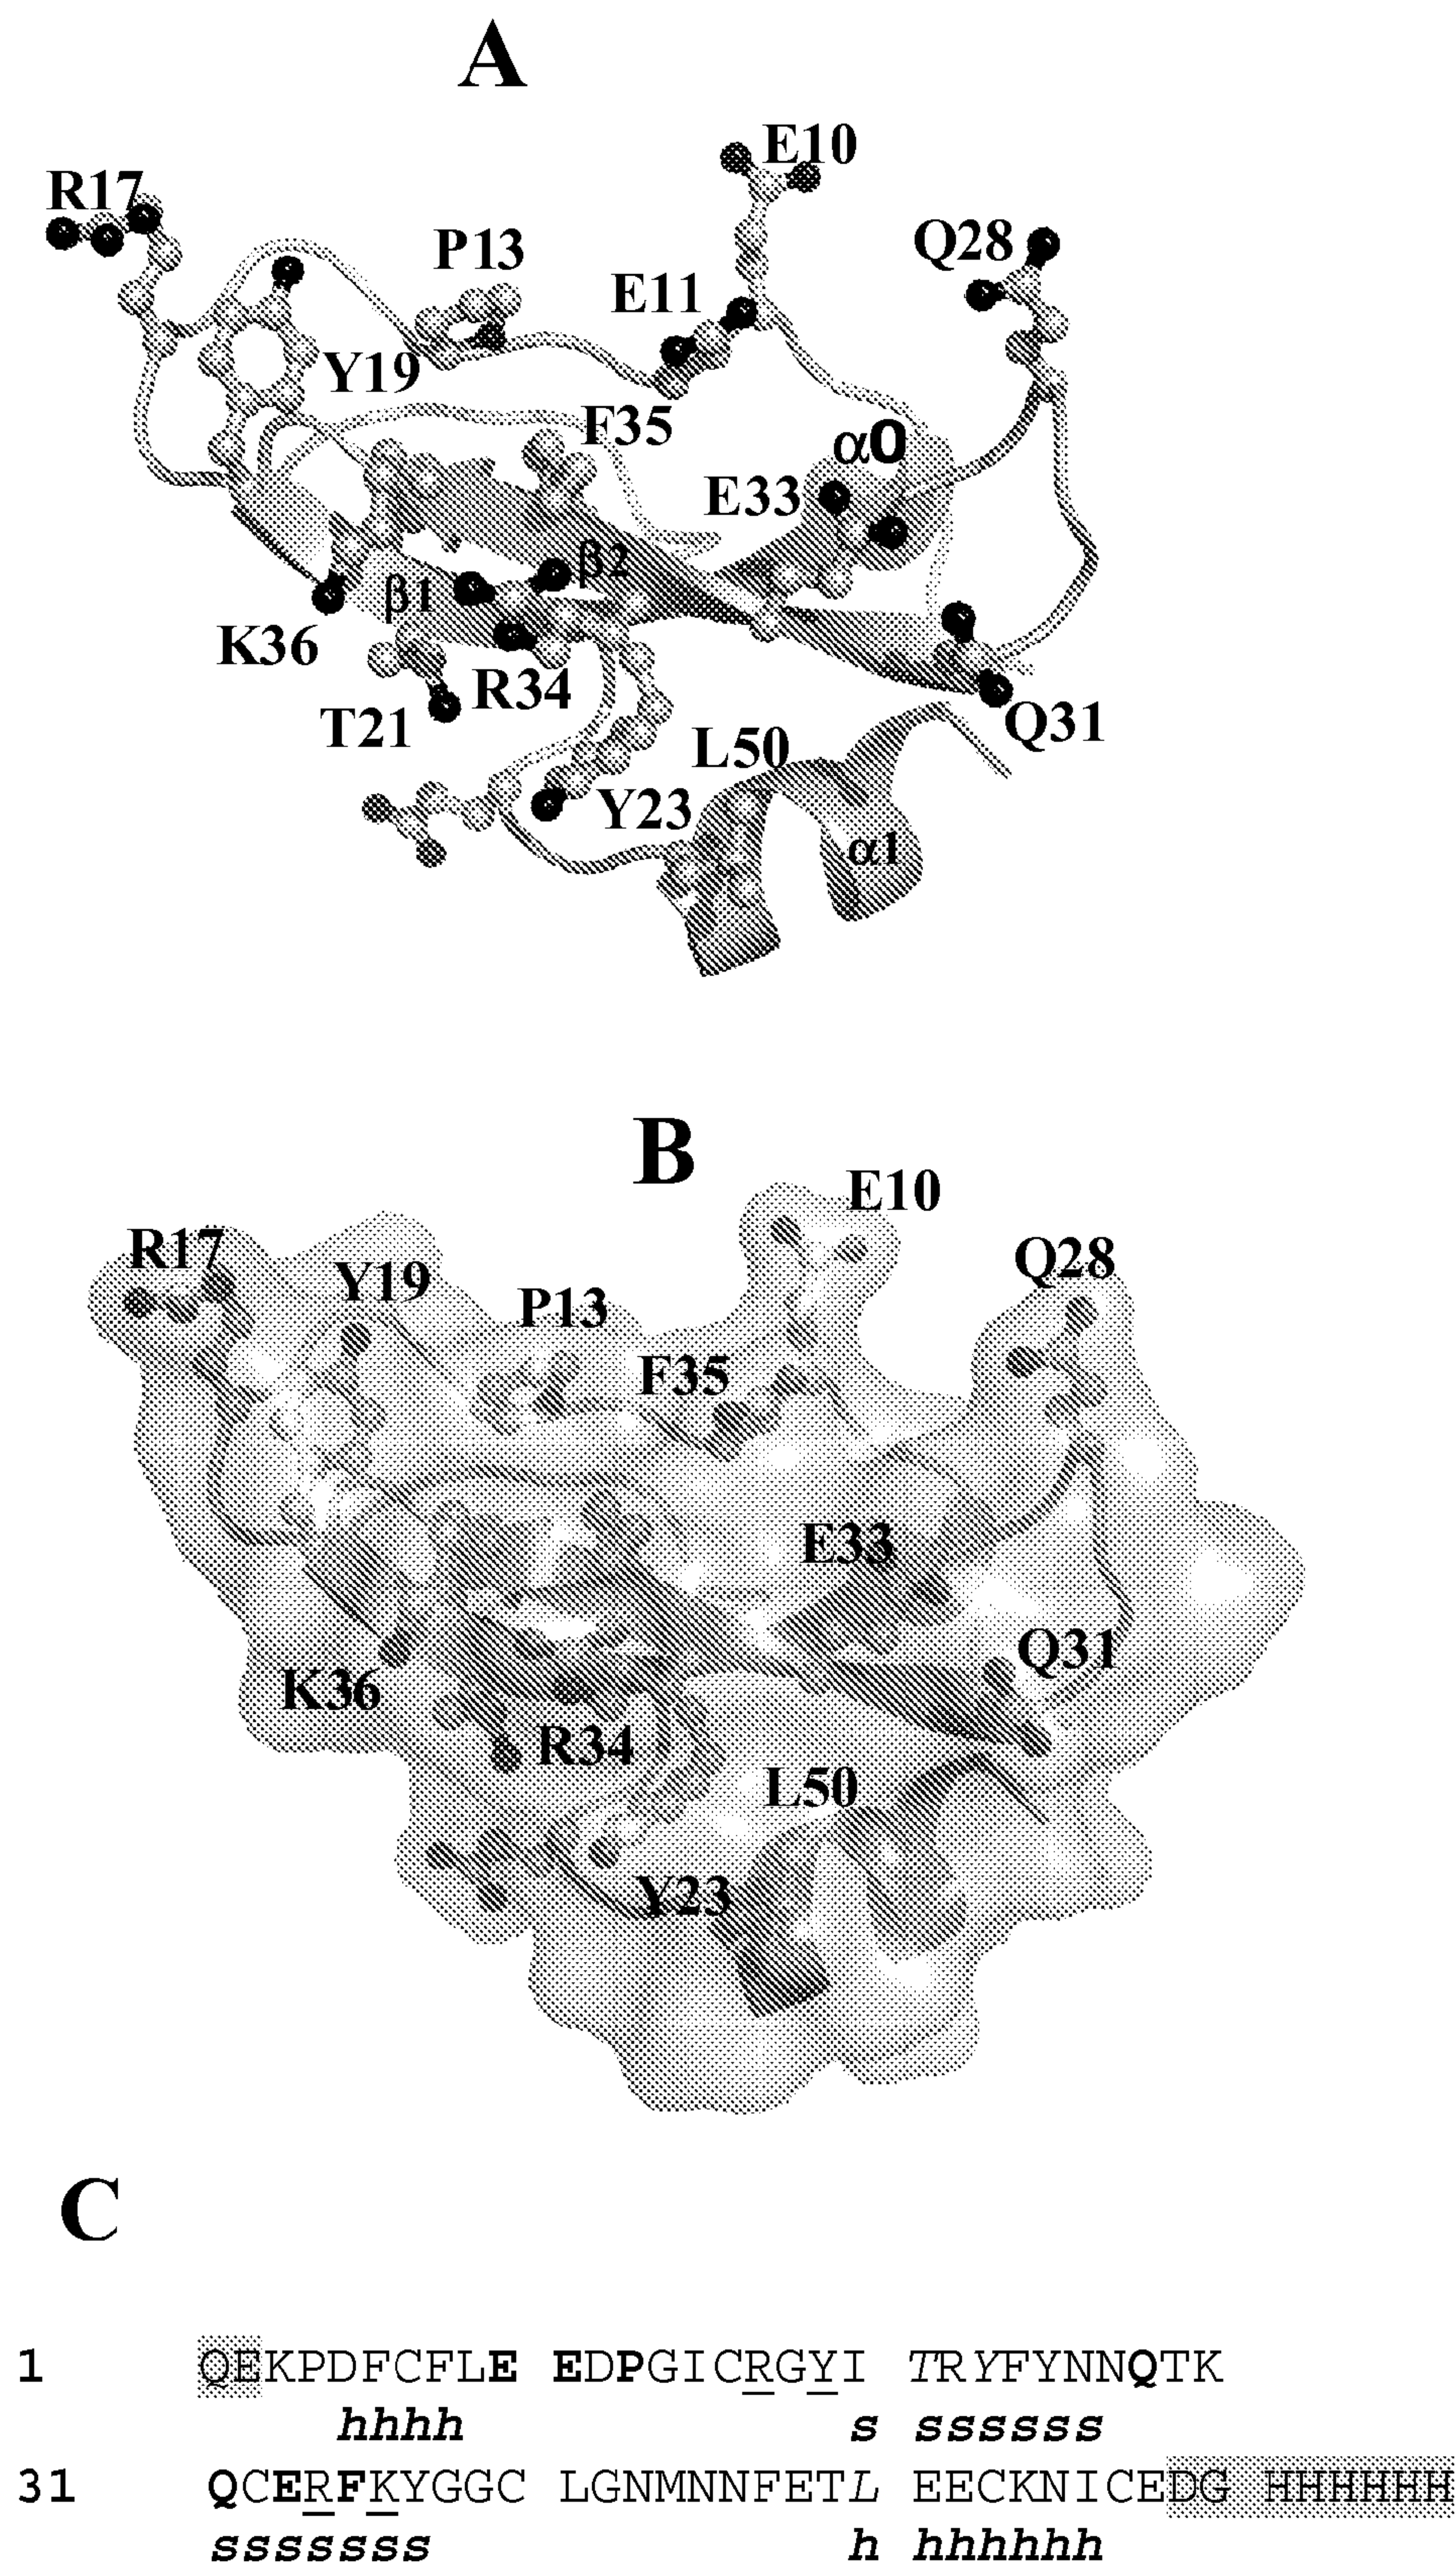 A
E10
R17
Q28
P13
E11
Y19
F35
α0
E33
β2
β1
K36
R34
T21
Q31
L50
Y23
α1
B
E10
R17
Q28
Y19
P13
F35
E33
Q31
K36
R34
L50
Y23
C
1 QEKPDFCFLE EDPGICRGYI TRYFYNNQTK
hhhh s ssssss
31 QCERFKYGGC LGNMNNFETL EECKNICEDG HHHHHH
sssssss h hhhhhh